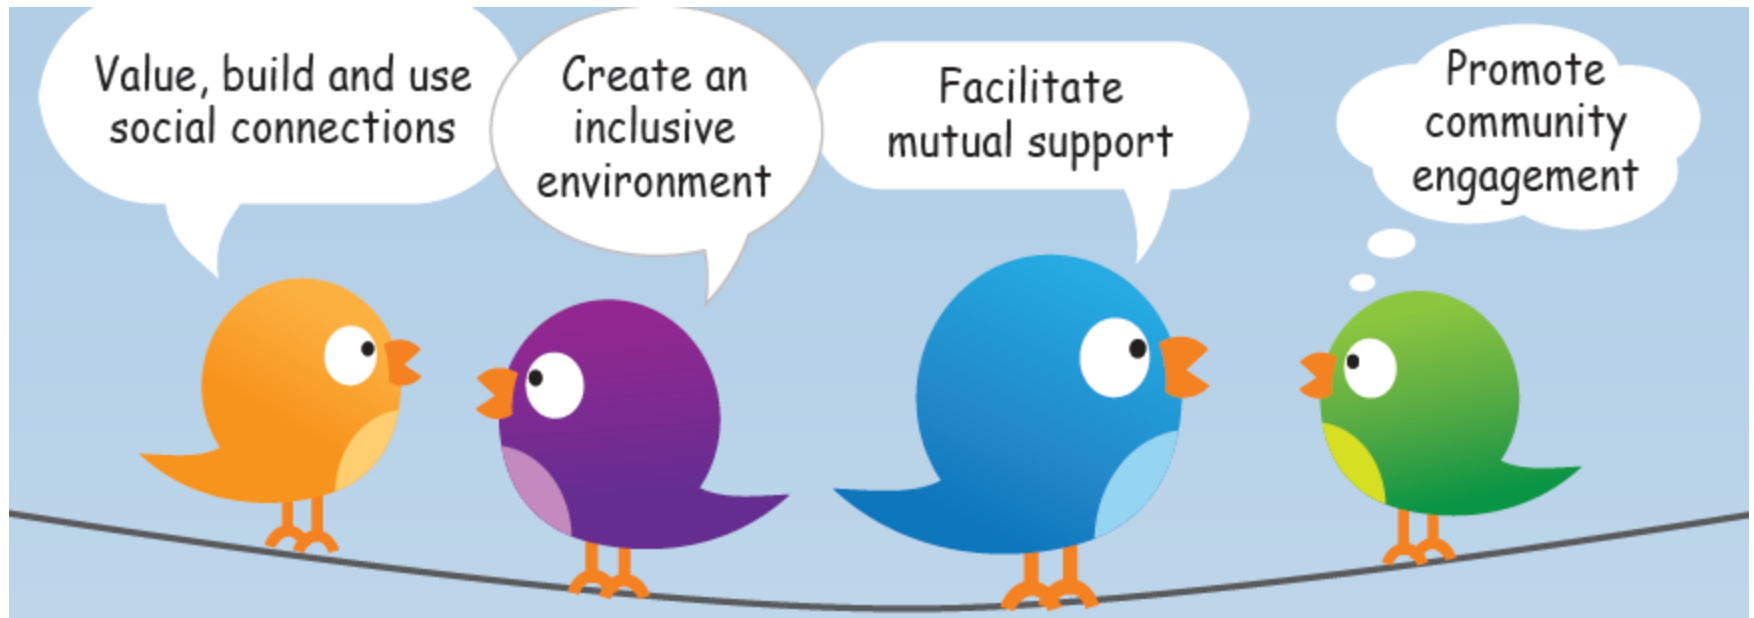 Value, build and use
social connections
Create an
inclusive
environment
Facilitate
mutual support
Promote
community
engagement